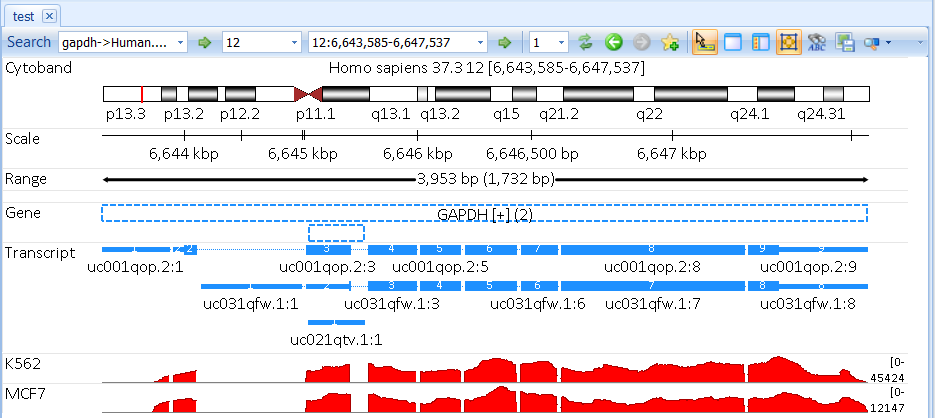 test
Search gapdh->Human.... 12 12:6,643,585-6,647,537 1 ABC
Cytoband Homo sapiens 37.3 12 [6,643,585-6,647,537]
p13.3 p13.2 p12.2 p11.1 q13.1 q13.2 q15 q21.2 q22 q24.1 q24.31
Scale
6,644 kbp 6,645 kbp 6,646 kbp 6,646,500 bp 6,647 kbp
Range 3,953 bp (1,732 bp)
Gene GAPDH [+] (2)
Transcript 1 2 2 3 4 5 6 7 8 9 9
uc001qop.2:1 uc001qop.2:3 uc001qop.2:5 uc001qop.2:8 uc001qop.2:9
1 2 3 4 5 6 7 8 8
uc031qfw.1:1 uc031qfw.1:3 uc031qfw.1:6 uc031qfw.1:7 uc031qfw.1:8
uc021qtv.1:1
K562 [0-
45424
MCF7 [0-
12147